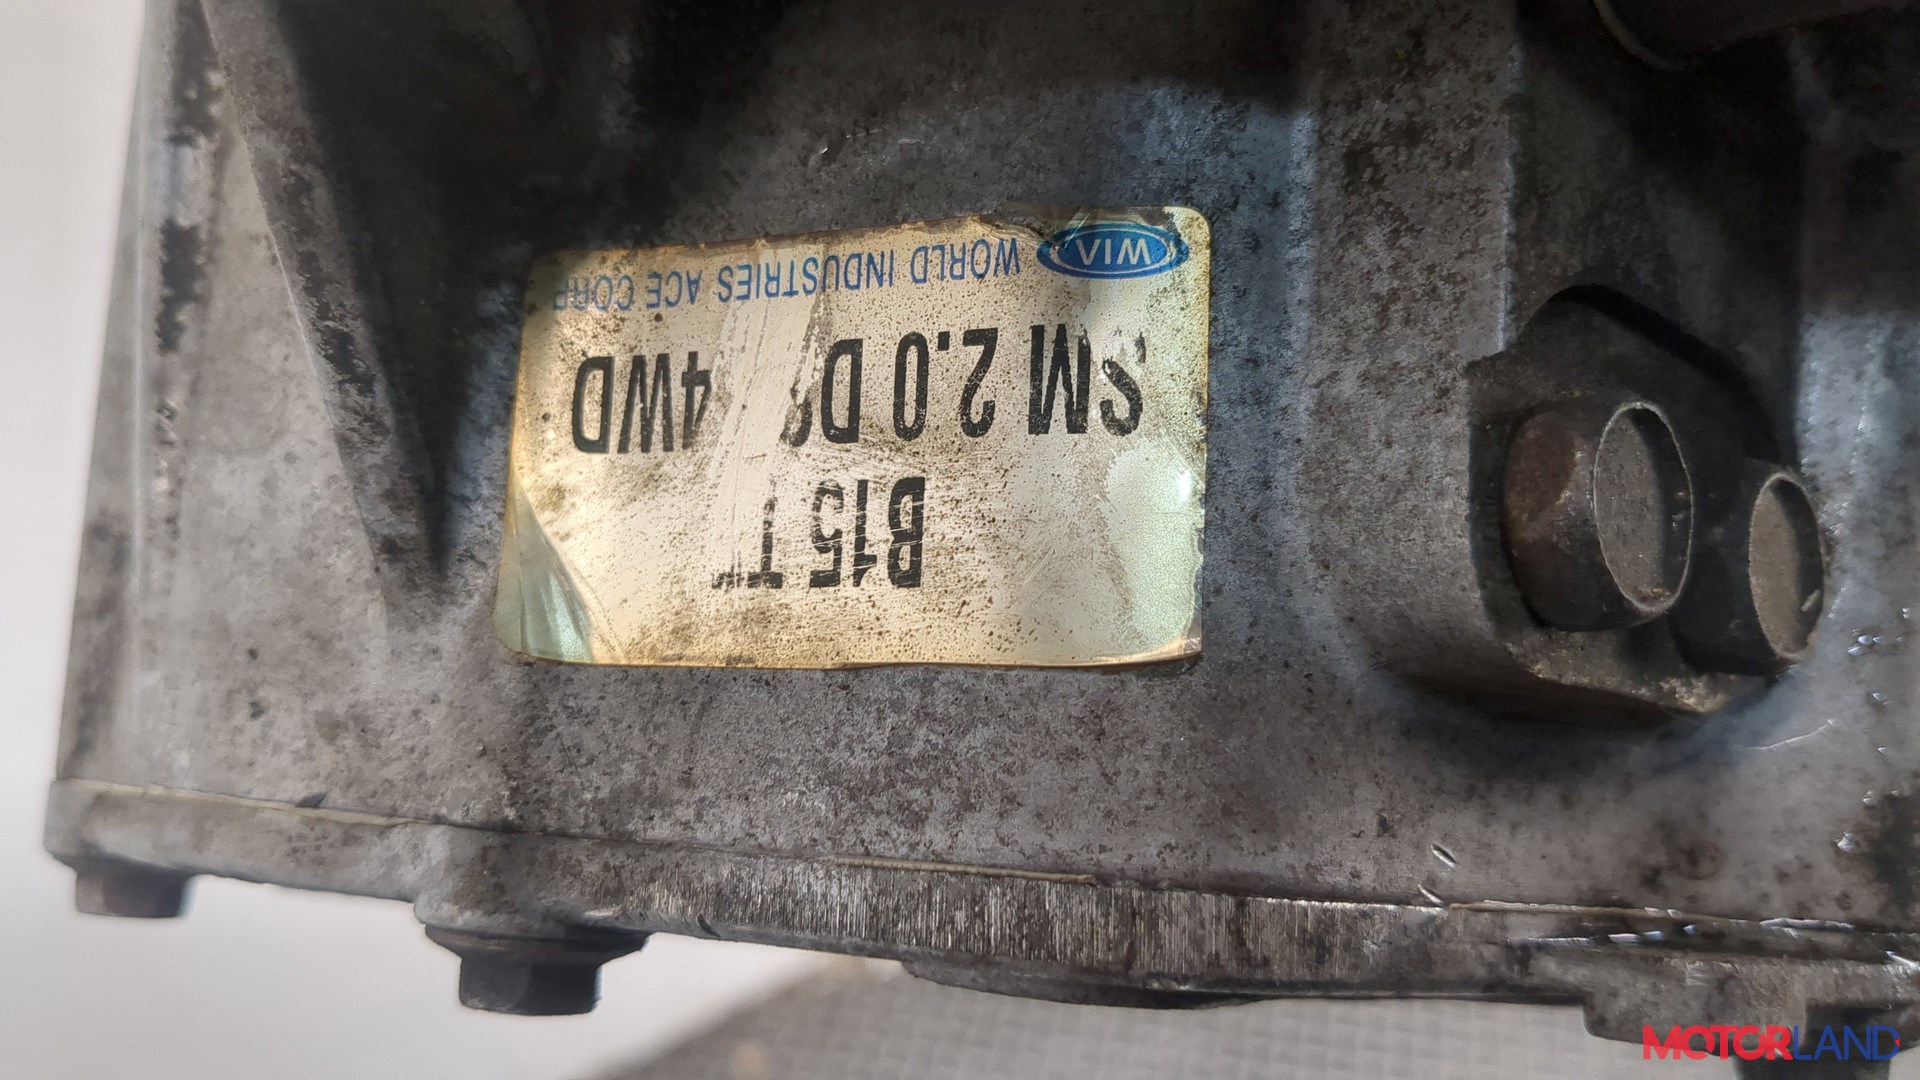 WIA WORLD INDUSTRIES ACE CORP
SM 2.0 D 4WD
B15 T
MOTORLAND